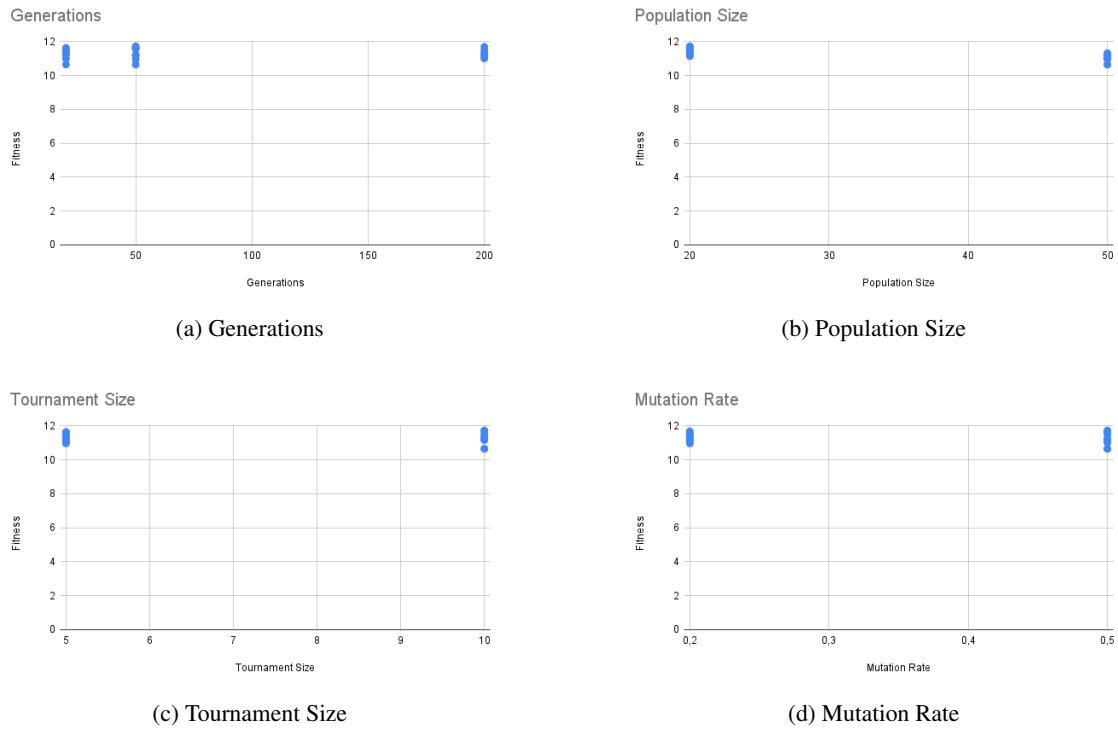 Generations
12
10
8
6
4
2
0
Fitness
50
100
150
200
Generations
(a) Generations
Population Size
12
10
8
6
4
2
0
Fitness
20
30
40
50
Population Size
(b) Population Size
Tournament Size
12
10
8
6
4
2
0
Fitness
5
6
7
8
9
10
Tournament Size
(c) Tournament Size
Mutation Rate
12
10
8
6
4
2
0
Fitness
0,2
0,3
0,4
0,5
Mutation Rate
(d) Mutation Rate